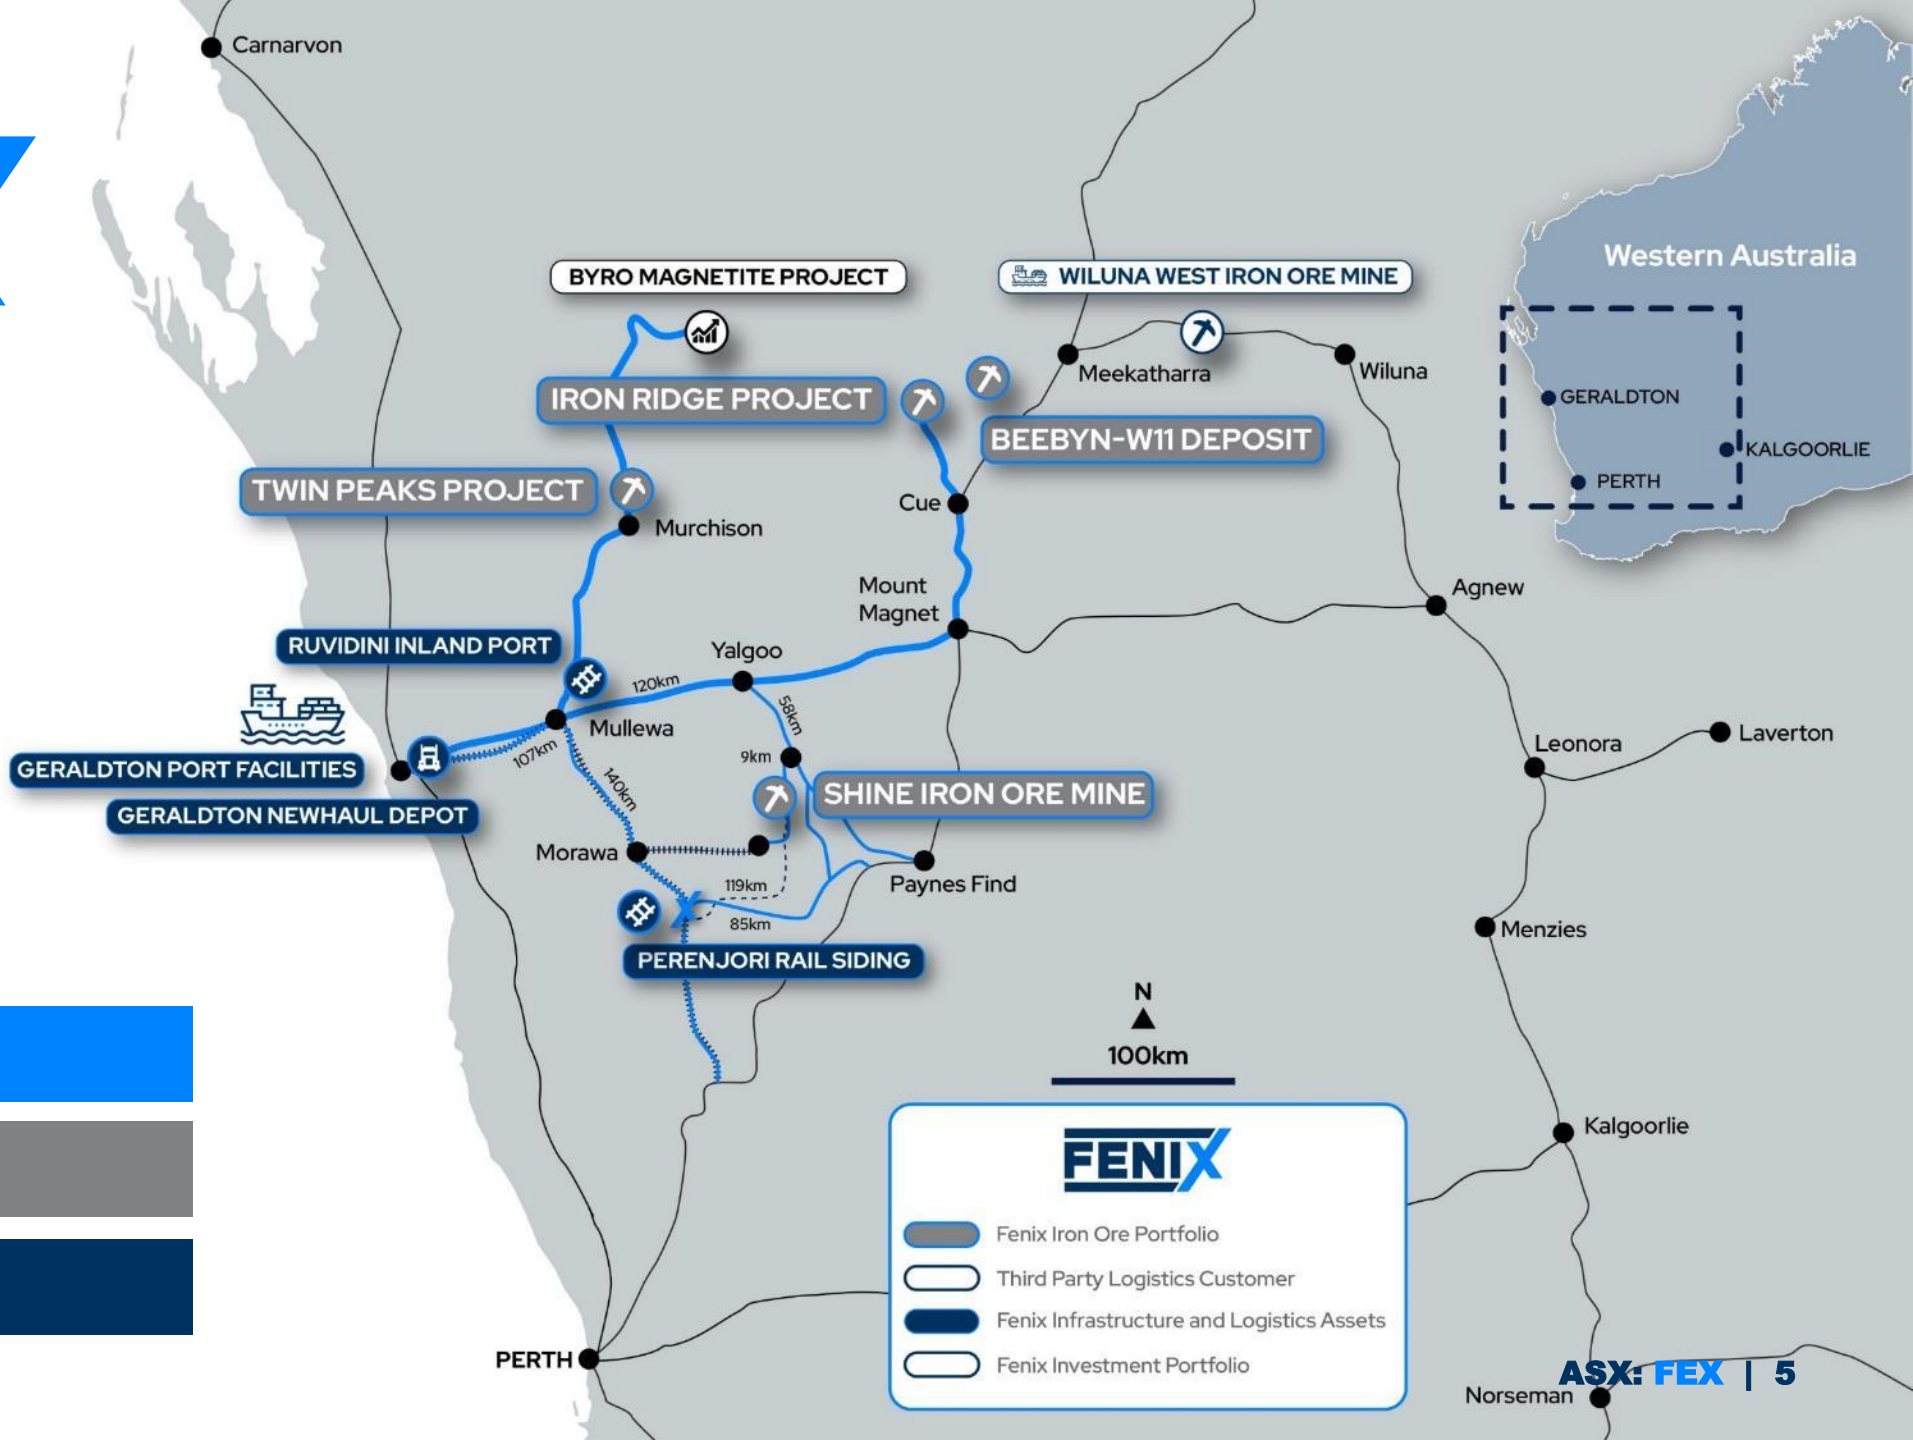 Carnarvon
BYRO MAGNETITE PROJECT
WILUNA WEST IRON ORE MINE
Western Australia
Meekatharra
Wiluna
IRON RIDGE PROJECT
BEEBYN-W11 DEPOSIT
GERALDTON
KALGOORLIE
PERTH
TWIN PEAKS PROJECT
Cue
Murchison
Mount
Magnet
Agnew
RUVIDINI INLAND PORT
Yalgoo
120km
58km
Mullewa
107km
9km
Leonora
Laverton
GERALDTON PORT FACILITIES
140km
SHINE IRON ORE MINE
GERALDTON NEWHAUL DEPOT
Morawa
119km
Paynes Find
85km
Menzies
PERENJORI RAIL SIDING
N
100km
Kalgoorlie
FENIX
Fenix Iron Ore Portfolio
Third Party Logistics Customer
Fenix Infrastructure and Logistics Assets
Fenix Investment Portfolio
PERTH
ASX: FEX | 5
Norseman